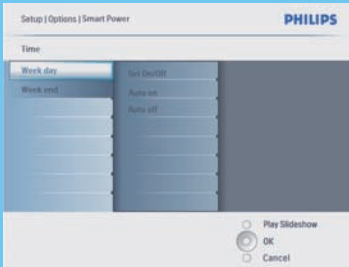 Setup | Options | Smart Power
PHILIPS
Time
Week day
Week end
Set On/Off
Auto on
Auto off
Play Slideshow
OK
Cancel